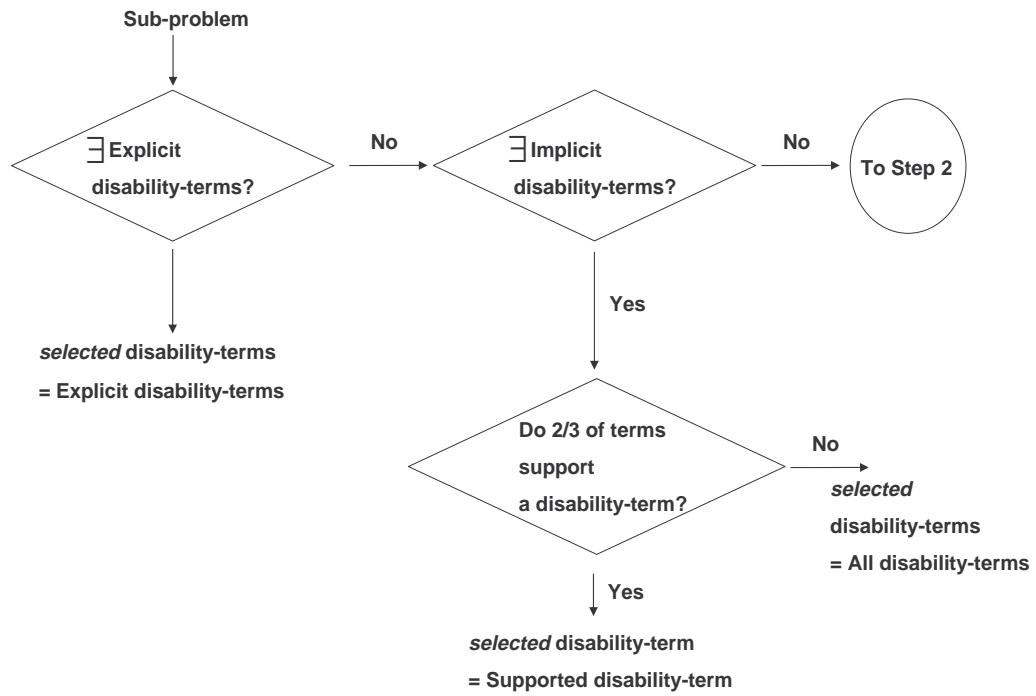 Sub-problem
∃ Explicit
disability-terms?
No
∃ Implicit
disability-terms?
No
To Step 2
Yes
selected disability-terms
= Explicit disability-terms
Do 2/3 of terms
support
a disability-term?
No
selected
disability-terms
= All disability-terms
Yes
selected disability-term
= Supported disability-term